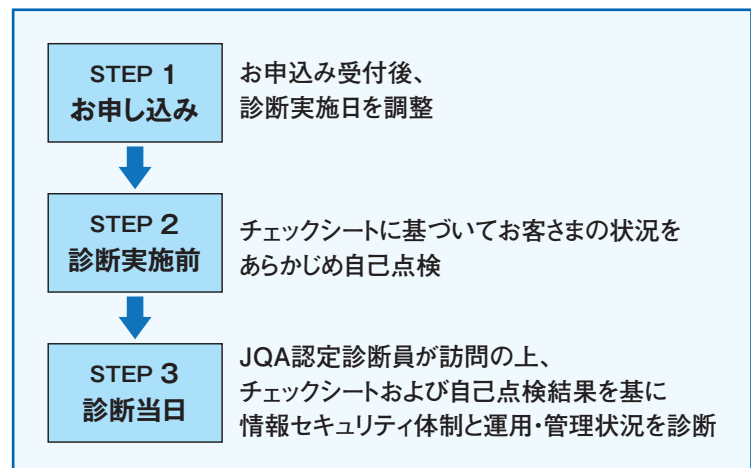 STEP 1
お申し込み
お申込み受付後、
診断実施日を調整
STEP 2
診断実施前
チェックシートに基づいてお客さまの状況を
あらかじめ自己点検
STEP 3
診断当日
JQA認定診断員が訪問の上、
チェックシートおよび自己点検結果を基に
情報セキュリティ体制と運用・管理状況を診断